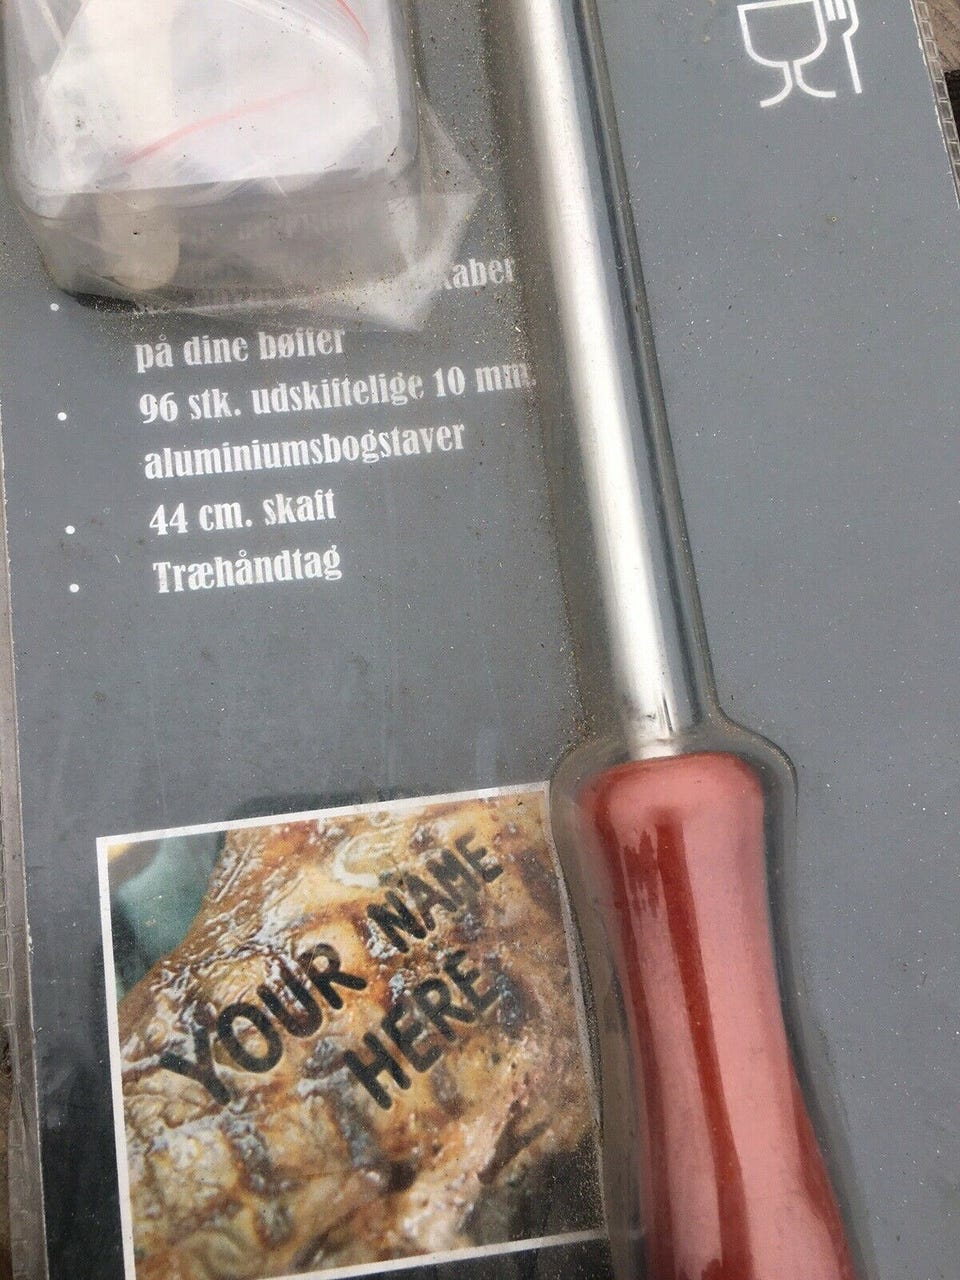 på dine bøffer
96 stk. udskiftelige 10 mm
aluminiumsbogstaver
44 cm. skaft
Træhåndtag
YOUR NAME
HERE